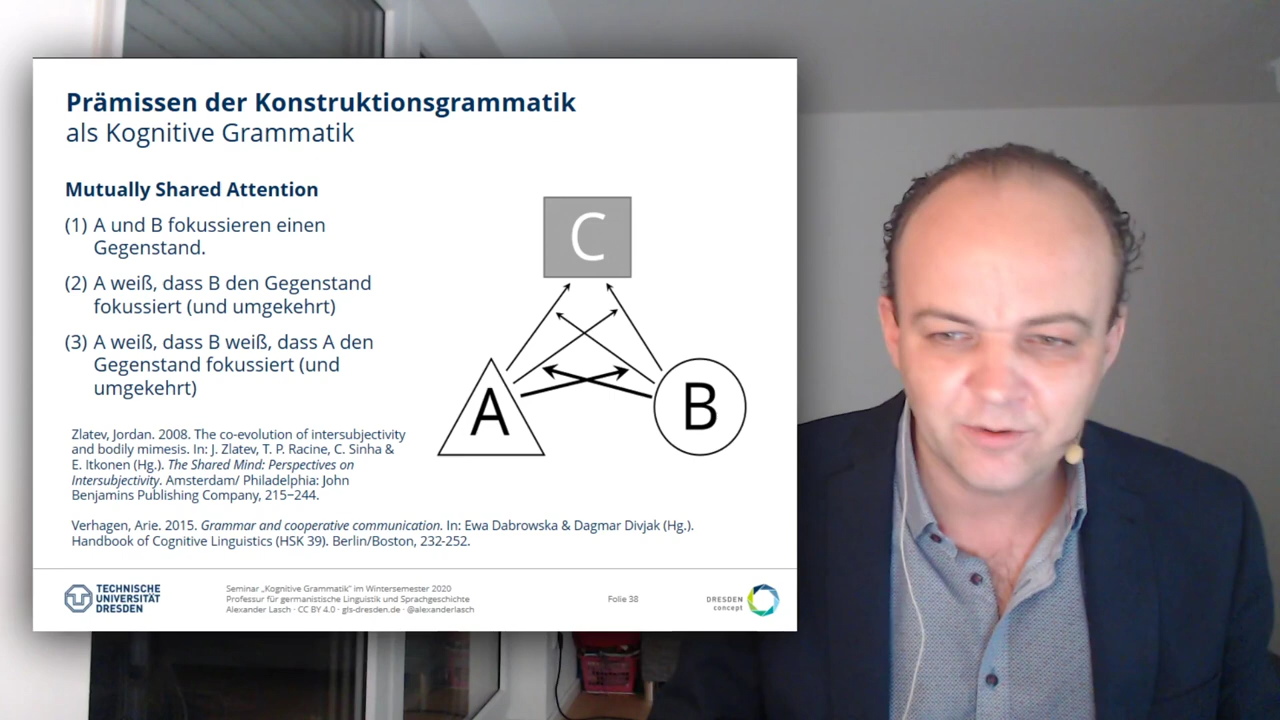 Prämissen der Konstruktionsgrammatik
als Kognitive Grammatik
Mutually Shared Attention
(1) A und B fokussieren einen
Gegenstand.
(2) A weiß, dass B den Gegenstand
fokussiert (und umgekehrt)
(3) A weiß, dass B weiß, dass A den
Gegenstand fokussiert (und
umgekehrt)
C
A
B
Zlatev, Jordan. 2008. The co-evolution of intersubjectivity
and bodily mimesis. In: J. Zlatev, T. P. Racine, C. Sinha &
E. Itkonen (Hg.). The Shared Mind: Perspectives on
Intersubjectivity. Amsterdam/ Philadelphia: John
Benjamins Publishing Company, 215–244.
Verhagen, Arie. 2015. Grammar and cooperative communication. In: Ewa Dabrowska & Dagmar Divjak (Hg.).
Handbook of Cognitive Linguistics (HSK 39). Berlin/Boston, 232-252.
TECHNISCHE
UNIVERSITÄT
DRESDEN
Seminar „Kognitive Grammatik" im Wintersemester 2020
Professur für germanistische Linguistik und Sprachgeschichte
Alexander Lasch · CC BY 4.0 · gls-dresden.de · @alexanderlasch
Folie 38
DRESDEN
concept